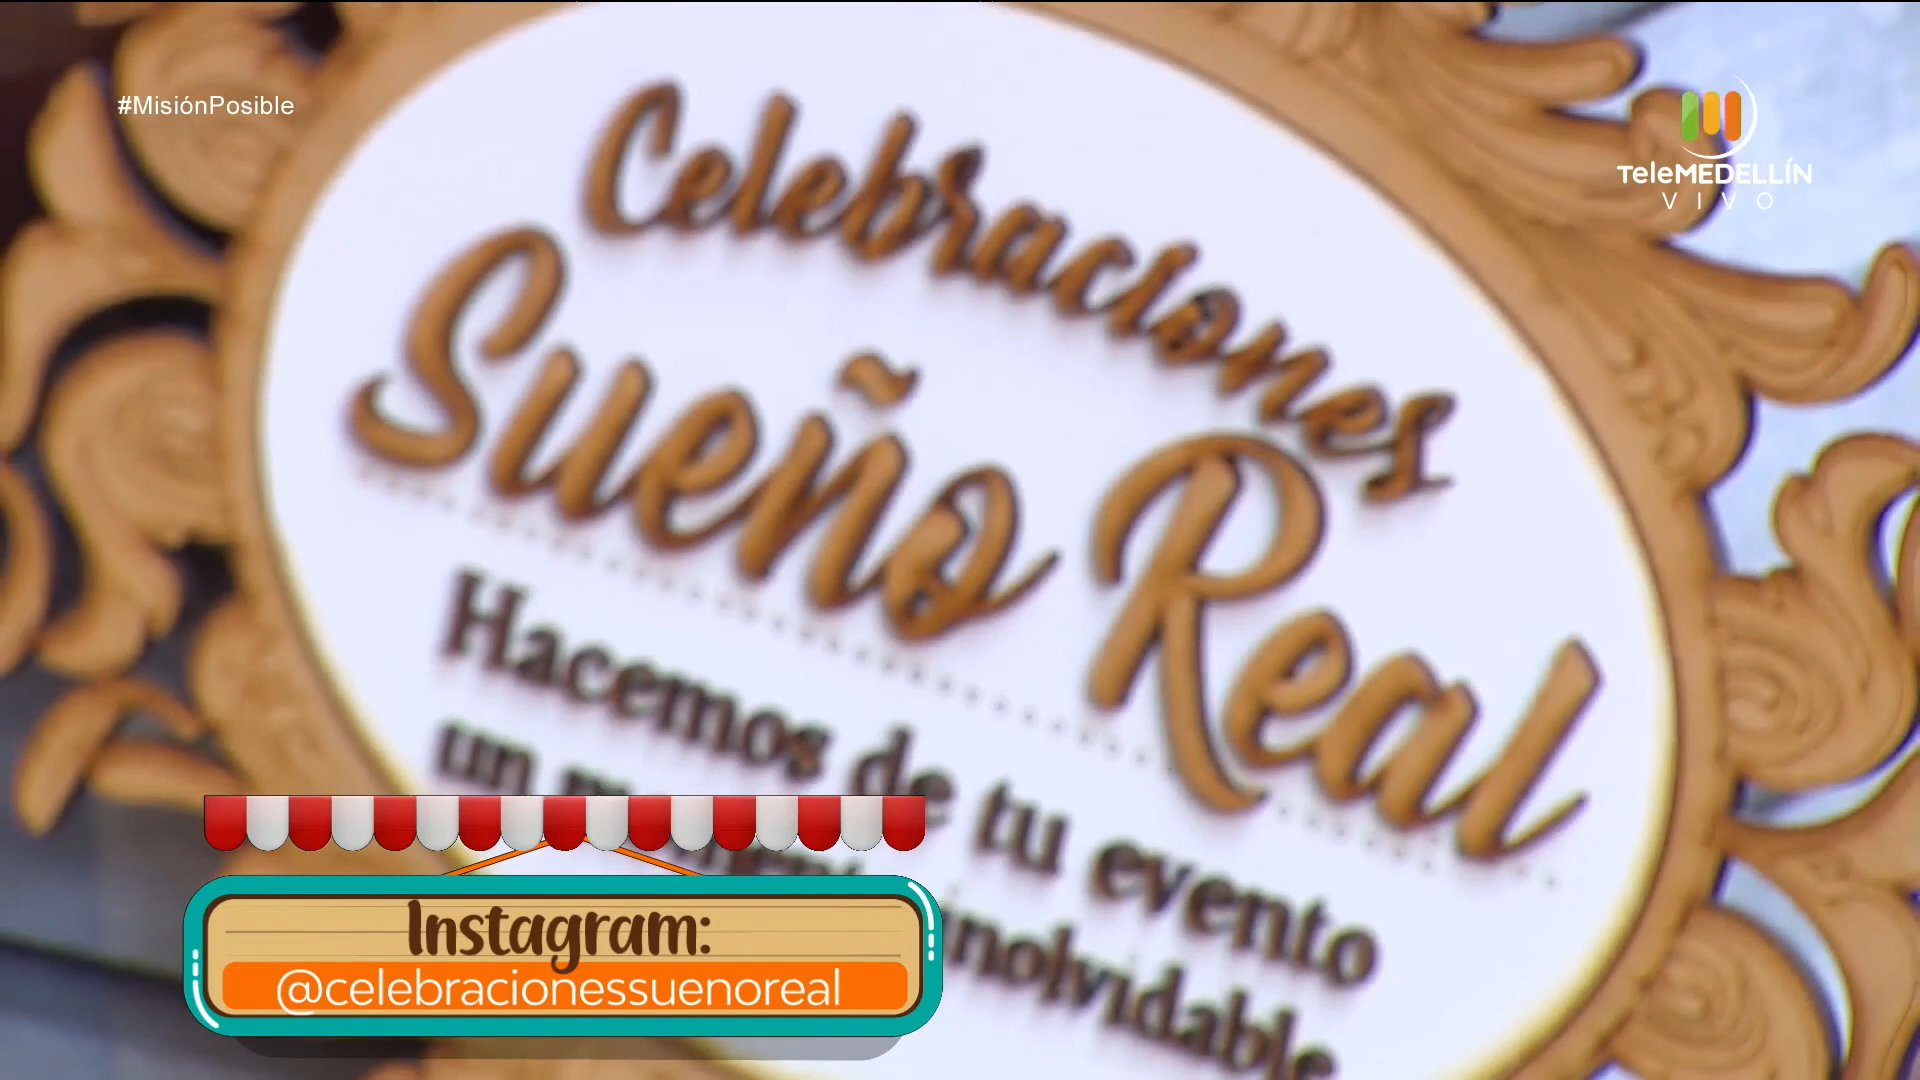 #MisiónPosible
TeleMEDELLÍN
VIVO
Celebraciones
Sueño Real
Hacemos de tu evento
un inolvidable
Instagram:
@celebracionessuenoreal